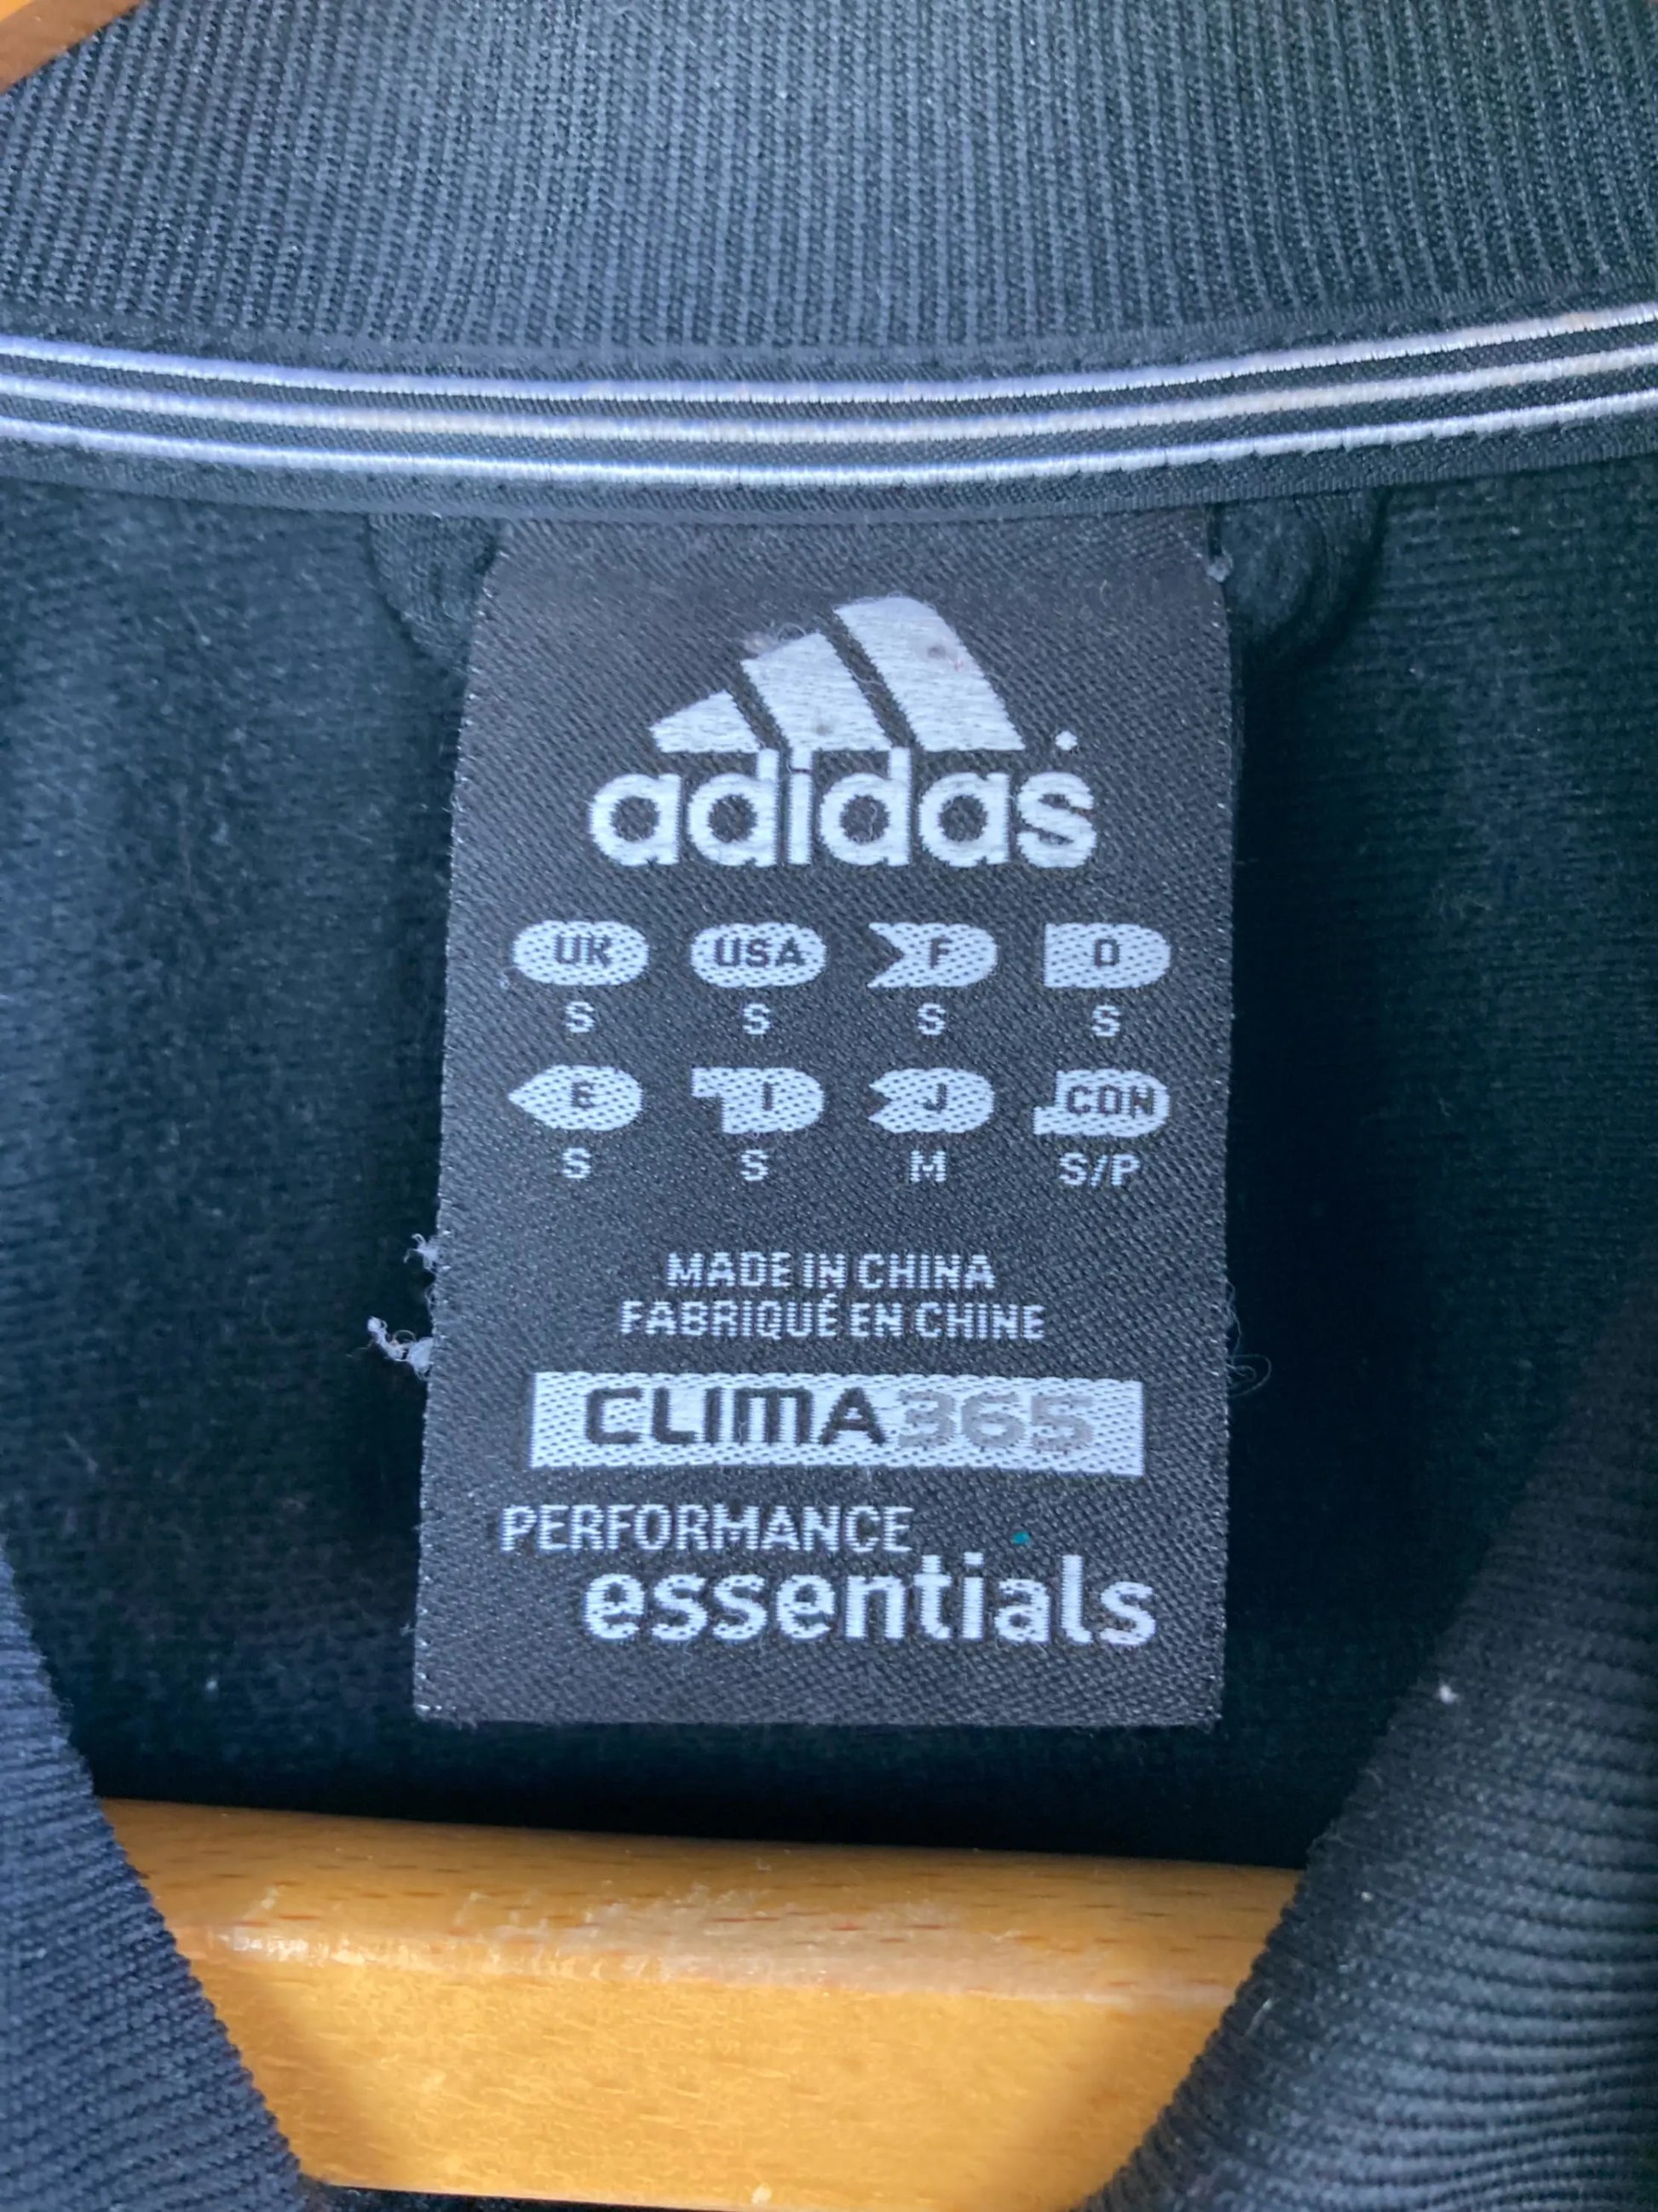 adidas
UK USA F D
S S S S
E I J CON
S S M S/P
MADE IN CHINA
FABRIQUÉ EN CHINE
CLIMA365
PERFORMANCE
essentials